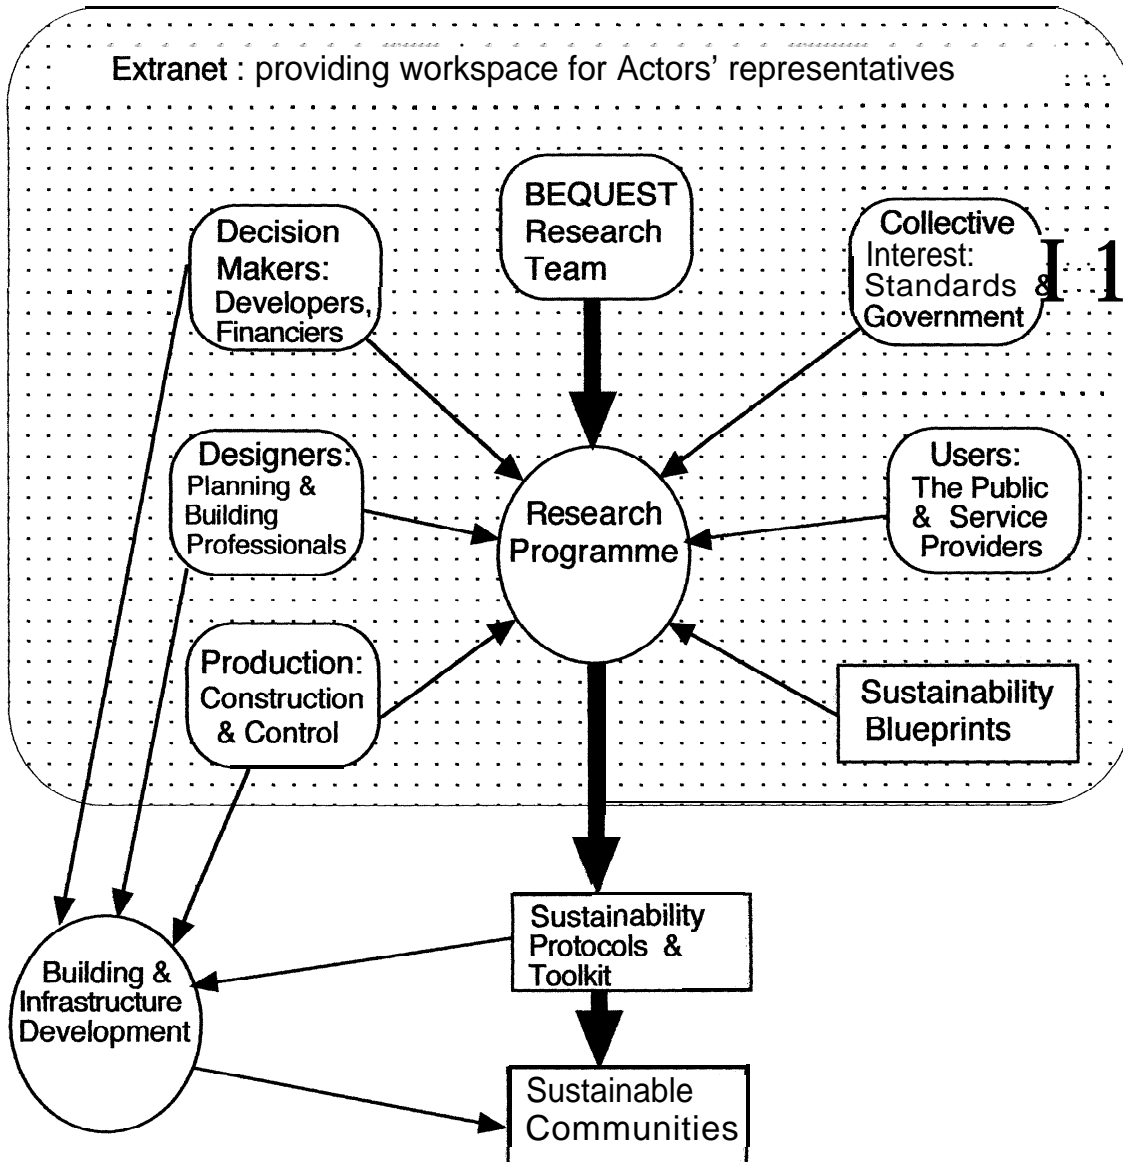 Extranet : providing workspace for Actors' representatives
BEQUEST
Research
Team
Decision
Makers:
Developers,
Financiers
Collective
Interest:
Standards &
Government
I 1
Designers:
Planning &
Building
Professionals
Research
Programme
Users:
The Public
& Service
Providers
Production:
Construction
& Control
Sustainability
Blueprints
Sustainability
Protocols &
Toolkit
Building &
Infrastructure
Development
Sustainable
Communities